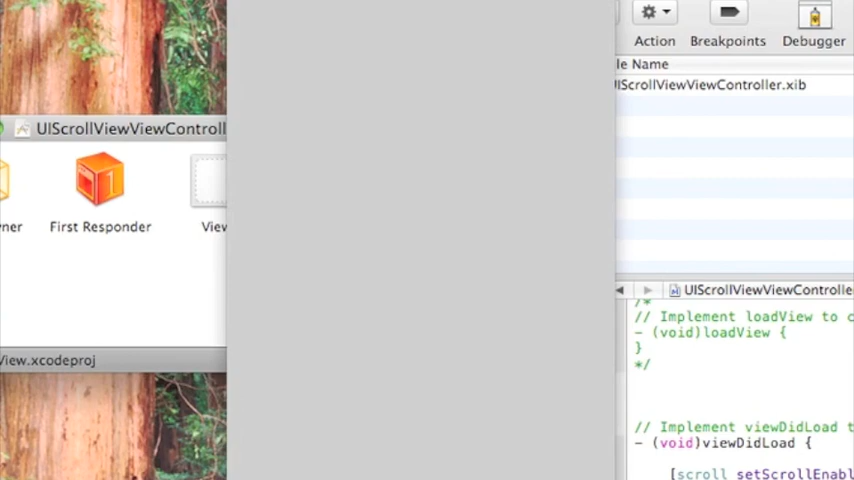 Action Breakpoints Debugger
le Name
UIScrollViewViewController.xib
UIScrollViewViewControll
ner First Responder View
UIScrollViewViewControlle
/*
// Implement loadView to c
- (void)loadView {
}
*/
View.xcodeproj
// Implement viewDidLoad t
- (void)viewDidLoad {
[scroll setScrollEnabl